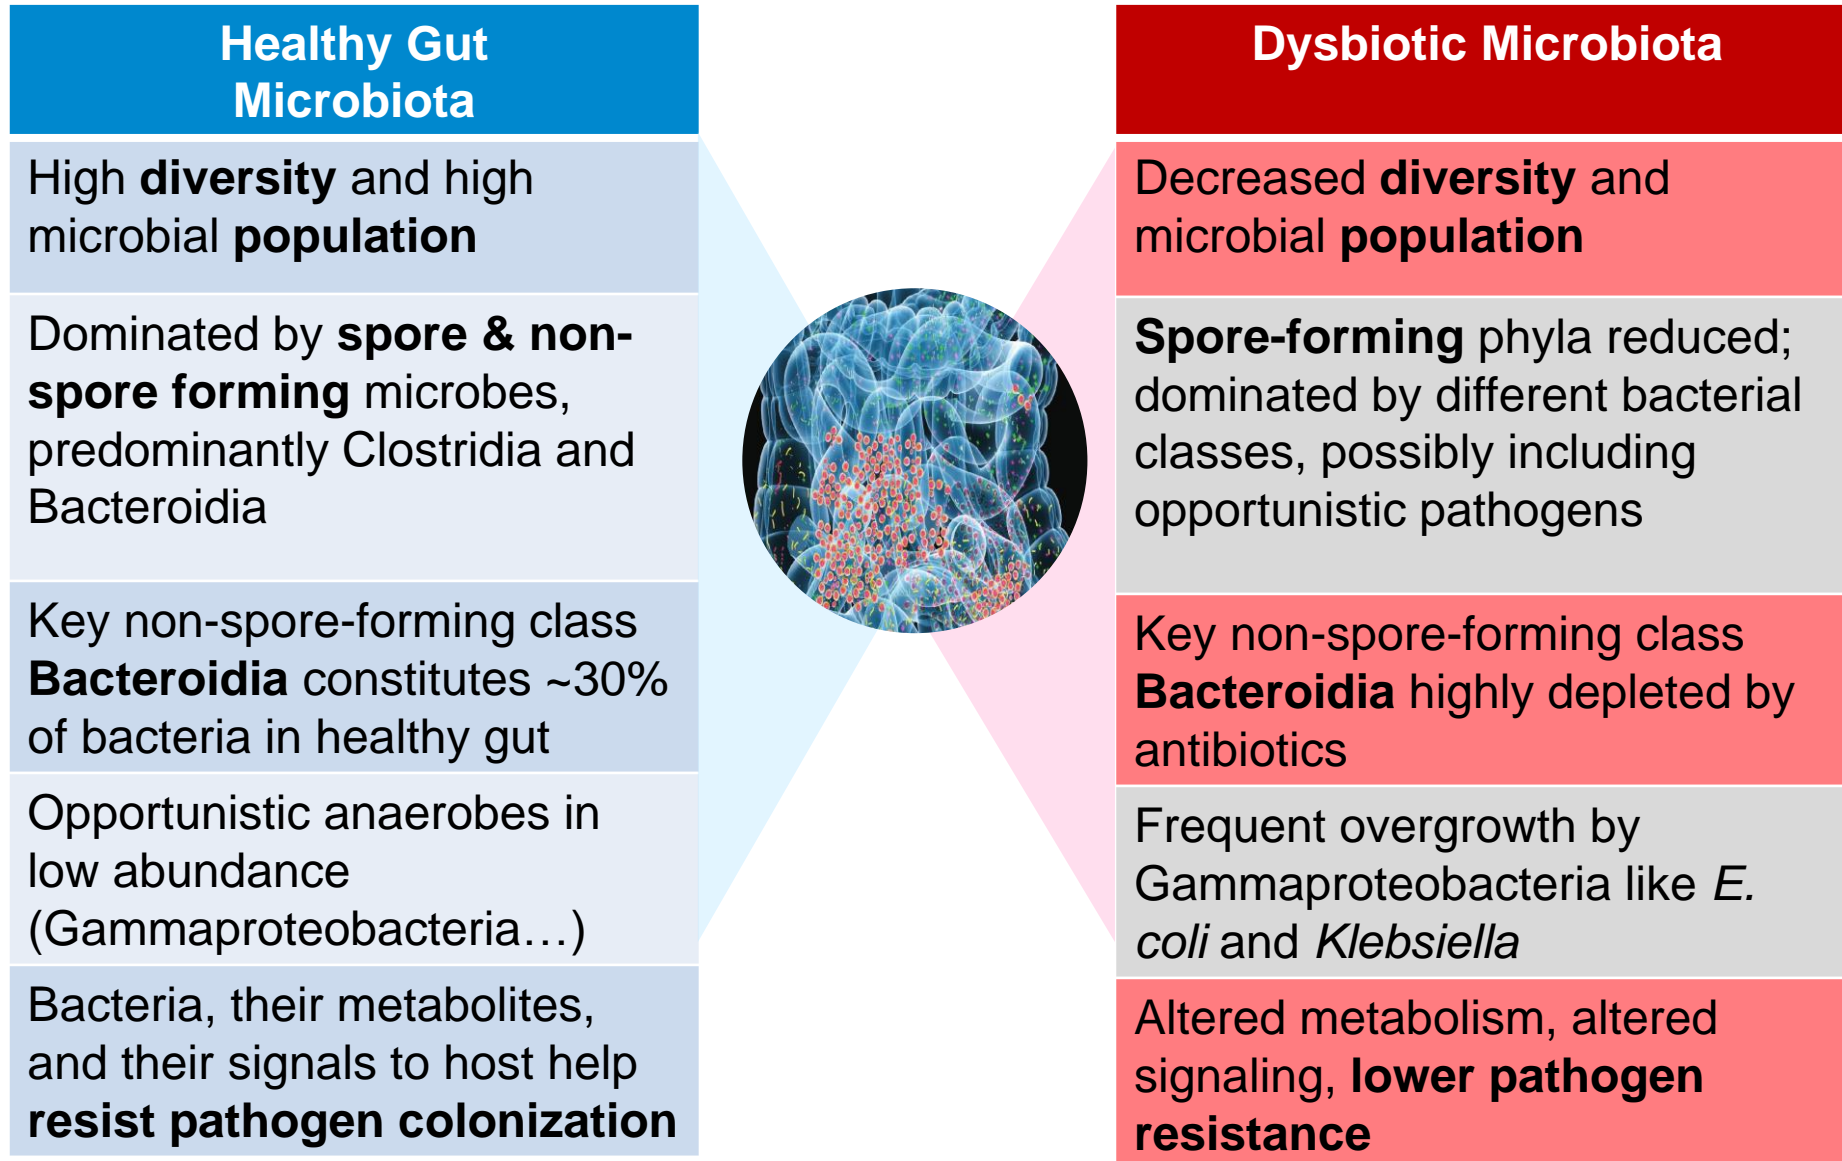 Healthy Gut
Microbiota
High diversity and high
microbial population
Dominated by spore & non-
spore forming microbes,
predominantly Clostridia and
Bacteroidia
Key non-spore-forming class
Bacteroidia constitutes ~30%
of bacteria in healthy gut
Opportunistic anaerobes in
low abundance
(Gammaproteobacteria…)
Bacteria, their metabolites,
and their signals to host help
resist pathogen colonization
Dysbiotic Microbiota
Decreased diversity and
microbial population
Spore-forming phyla reduced;
dominated by different bacterial
classes, possibly including
opportunistic pathogens
Key non-spore-forming class
Bacteroidia highly depleted by
antibiotics
Frequent overgrowth by
Gammaproteobacteria like E.
coli and Klebsiella
Altered metabolism, altered
signaling, lower pathogen
resistance